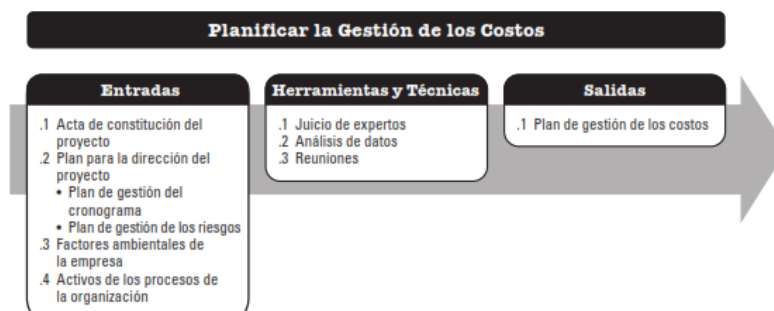 Planificar la Gestión de los Costos
Entradas
.1 Acta de constitución del
proyecto
.2 Plan para la dirección del
proyecto
• Plan de gestión del
cronograma
• Plan de gestión de los riesgos
.3 Factores ambientales de
la empresa
.4 Activos de los procesos de
la organización
Herramientas y Técnicas
.1 Juicio de expertos
.2 Análisis de datos
.3 Reuniones
Salidas
.1 Plan de gestión de los costos